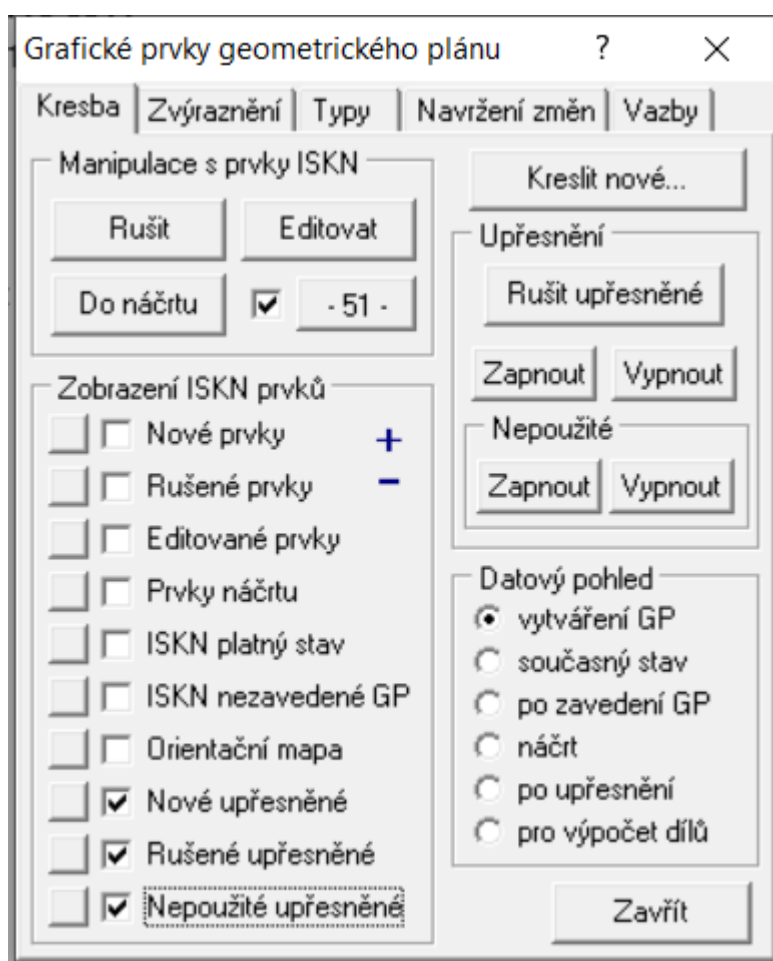 Grafické prvky geometrického plánu ?
Kresba Zvýraznění Typy Navržení změn Vazby
Manipulace s prvky ISKN
Rušit Editovat
Do náčrtu - 51 -
Zobrazení ISKN prvků
Nové prvky +
Rušené prvky -
Editované prvky
Prvky náčrtu
ISKN platný stav
ISKN nezavedené GP
Orientační mapa
Nové upřesněné
Rušené upřesněné
Nepoužité upřesněné
Kreslit nové...
Upřesnění
Rušit upřesněné
Zapnout Vypnout
Nepoužité
Zapnout Vypnout
Datový pohled
vytváření GP
současný stav
po zavedení GP
náčrt
po upřesnění
pro výpočet dílů
Zavřít